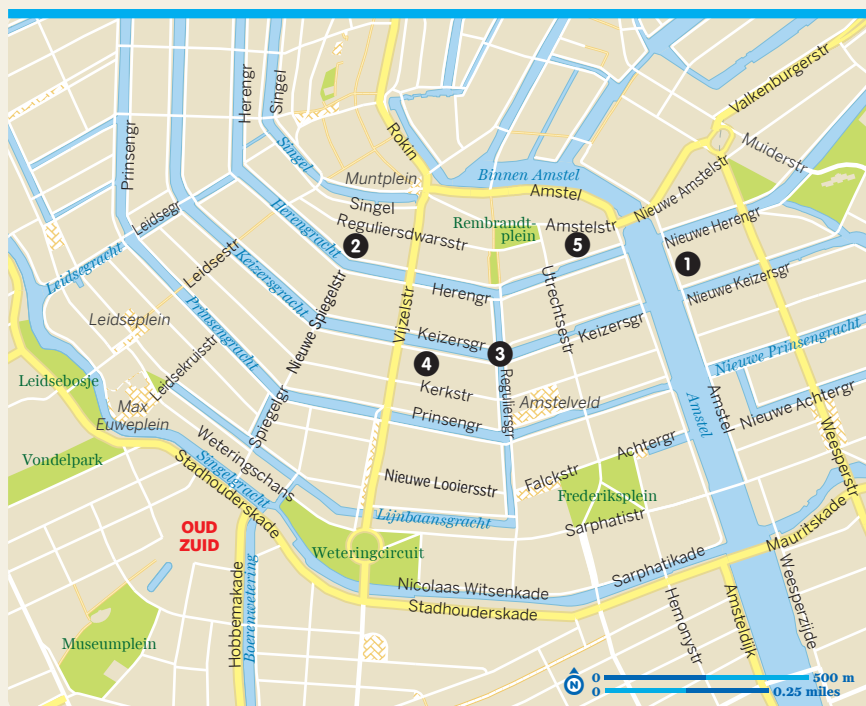 Prinsengr
Herengr
Singel
Singel
Rokin
Valkenburgerstr
Muiderstr
Muntplein
Binnen Amstel
Amstel
Nieuwe Amstelstr
Singel
Reguliersdwarsstr
Rembrandt-
plein
Amstelstr
Nieuwe Herengr
Leidsegr
Leidsegracht
Leidsestr
Herengracht
2
5
1
Keizersgracht
Herengr
Utrechtsestr
Nieuwe Keizersgr
Prinsengracht
Nieuwe Spiegelstr
Vijzelstr
Leidseplein
Keizersgr
Keizersgr
3
4
Nieuwe Prinsengracht
Leidsekruisstr
Leidsebosje
Kerkstr
Reguliersgr
Amstelveld
Amstel
Amstel
Max
Euweplein
Spiegelgr
Prinsengr
Nieuwe Achtergr
Weteringschans
Achtergr
Weesperstr
Vondelpark
Singelgracht
Stadhouderskade
Nieuwe Looiersstr
Falckstr
Frederiksplein
OUD
ZUID
Lijnbaansgracht
Sarphatistr
Mauritskade
Weteringcircuit
Sarphatikade
Nicolaas Witsenkade
Stadhouderskade
Hobbemakade
Boerenwetering
Museumplein
Hemonystr
Amsteldijk
Weesperzijde
N
0 500 m
0 0.25 miles